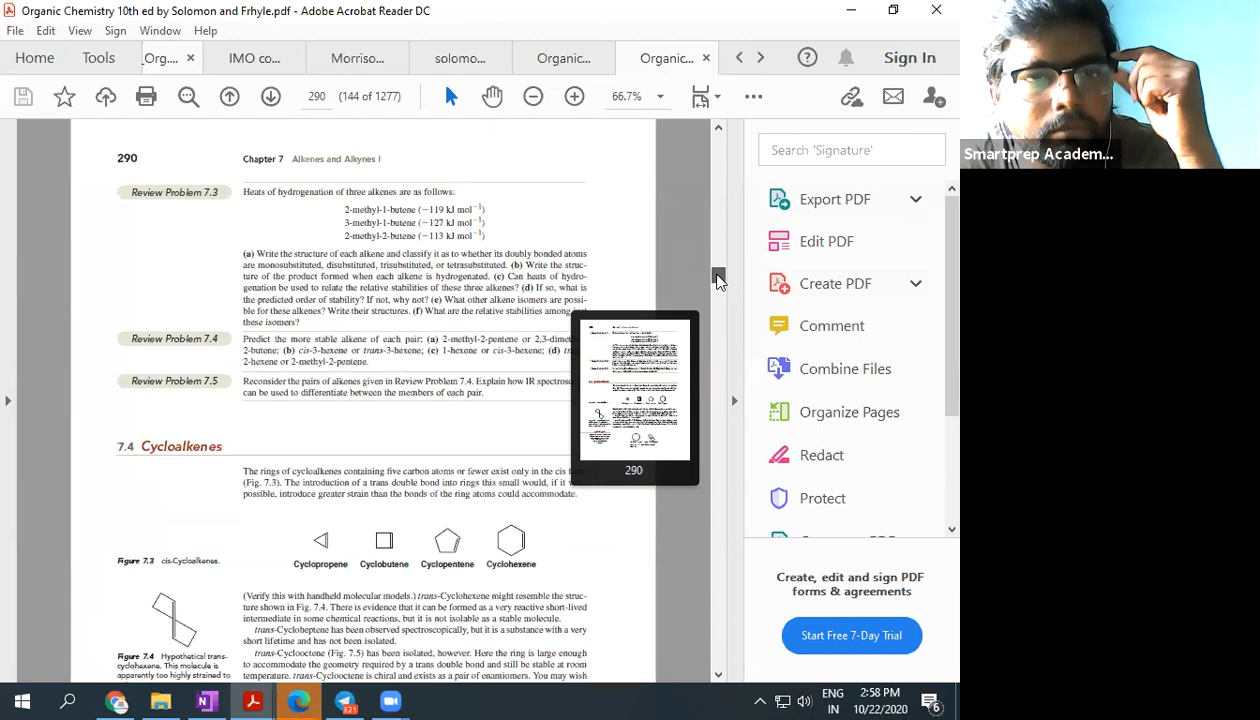 Organic Chemistry 10th ed by Solomon and Frhyle.pdf - Adobe Acrobat Reader DC
File Edit View Sign Window Help
Home Tools _Org.... × IMO co... Morriso... solomo... Organic... Organic... × Sign In
290 (144 of 1277) 66.7%
290 Chapter 7 Alkenes and Alkynes I
Review Problem 7.3 Heats of hydrogenation of three alkenes are as follows:
2-methyl-1-butene (−119 kJ mol⁻¹)
3-methyl-1-butene (−127 kJ mol⁻¹)
2-methyl-2-butene (−113 kJ mol⁻¹)
(a) Write the structure of each alkene and classify it as to whether its doubly bonded atoms
are monosubstituted, disubstituted, trisubstituted, or tetrasubstituted. (b) Write the struc-
ture of the product formed when each alkene is hydrogenated. (c) Can heats of hydro-
genation be used to relate the relative stabilities of these three alkenes? (d) If so, what is
the predicted order of stability? If not, why not? (e) What other alkene isomers are possi-
ble for these alkenes? Write their structures. (f) What are the relative stabilities among
these isomers?
Review Problem 7.4 Predict the more stable alkene of each pair: (a) 2-methyl-2-pentene or
2-butene; (b) cis-3-hexene or trans-3-hexene; (c) 1-hexene or cis-3-hexene; (d)
2-hexene or 2-methyl-2-pentene.
Review Problem 7.5 Reconsider the pairs of alkenes given in Review Problem 7.4. Explain how IR
can be used to differentiate between the members of each pair.
7.4 Cycloalkenes
The rings of cycloalkenes containing five carbon atoms or fewer exist only in the cis
(Fig. 7.3). The introduction of a trans double bond into rings this small would, if it
possible, introduce greater strain than the bonds of the ring atoms could accommodate.
290
Figure 7.3 cis-Cycloalkenes.
Cyclopropene Cyclobutene Cyclopentene Cyclohexene
(Verify this with handheld molecular models.) trans-Cyclohexene might resemble the struc-
ture shown in Fig. 7.4. There is evidence that it can be formed as a very reactive short-lived
intermediate in some chemical reactions, but it is not isolable as a stable molecule.
trans-Cycloheptene has been observed spectroscopically, but it is a substance with a very
short lifetime and has not been isolated.
trans-Cyclooctene (Fig. 7.5) has been isolated, however. Here the ring is large enough
to accommodate the geometry required by a trans double bond and still be stable at room
temperature. trans-Cyclooctene is chiral and exists as a pair of enantiomers. You may wish
Figure 7.4 Hypothetical trans-
cyclohexene. This molecule is
apparently too highly strained to
Search 'Signature'
Export PDF
Edit PDF
Create PDF
Comment
Combine Files
Organize Pages
Redact
Protect
Create, edit and sign PDF
forms & agreements
Start Free 7-Day Trial
Smartprep Academ...
321
ENG
IN
2:58 PM
10/22/2020
6